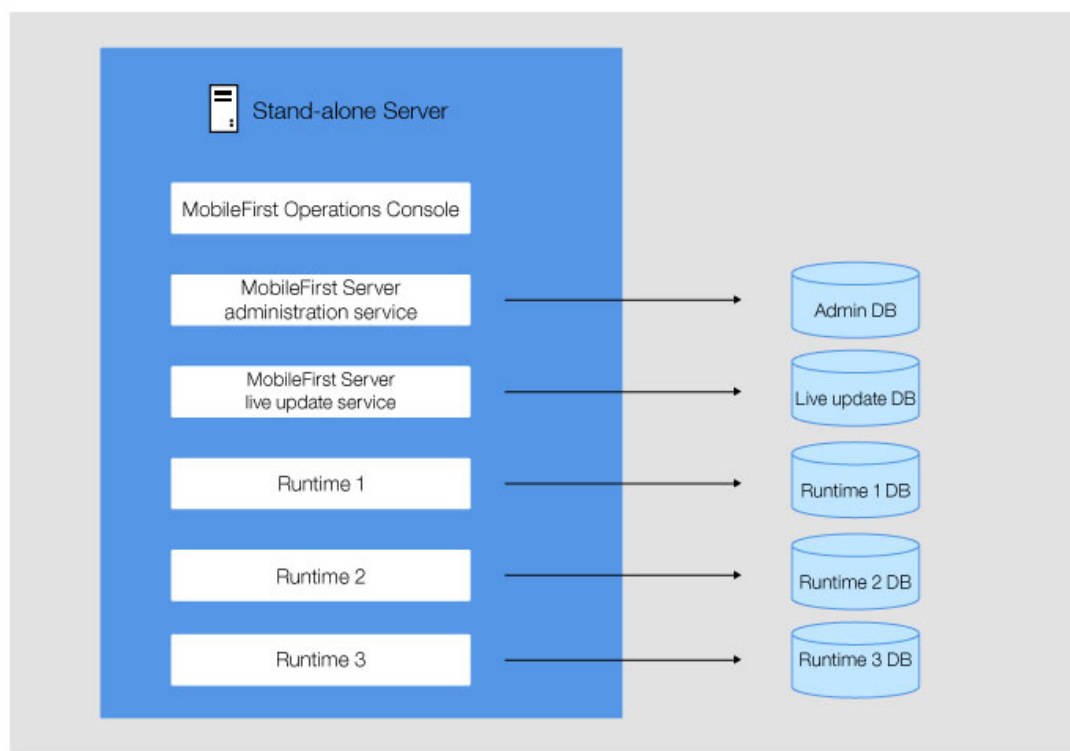 Stand-alone Server
MobileFirst Operations Console
MobileFirst Server
administration service
Admin DB
MobileFirst Server
live update service
Live update DB
Runtime 1
Runtime 1 DB
Runtime 2
Runtime 2 DB
Runtime 3
Runtime 3 DB